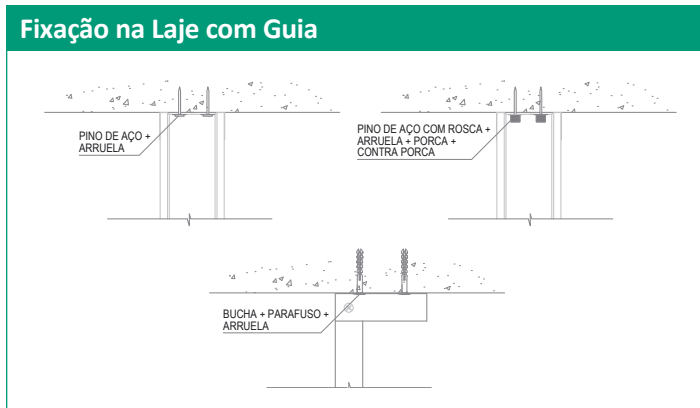 Fixação na Laje com Guia
PINO DE AÇO +
ARRUELA
PINO DE AÇO COM ROSCA +
ARRUELA + PORCA +
CONTRA PORCA
BUCHA + PARAFUSO +
ARRUELA